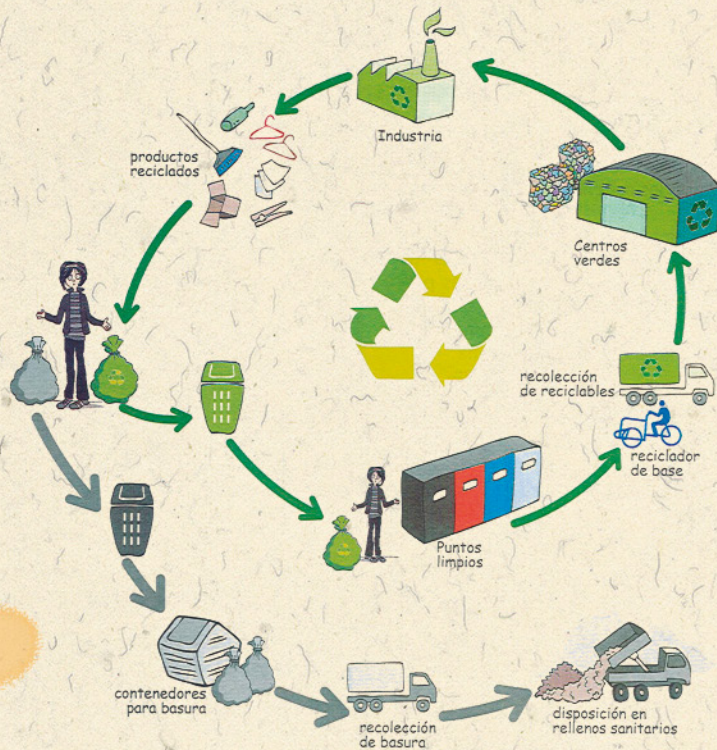 Industria
productos
reciclados
Centros
verdes
recolección
de reciclables
reciclador
de base
Puntos
limpios
contenedores
para basura
recolección
de basura
disposición en
rellenos sanitarios